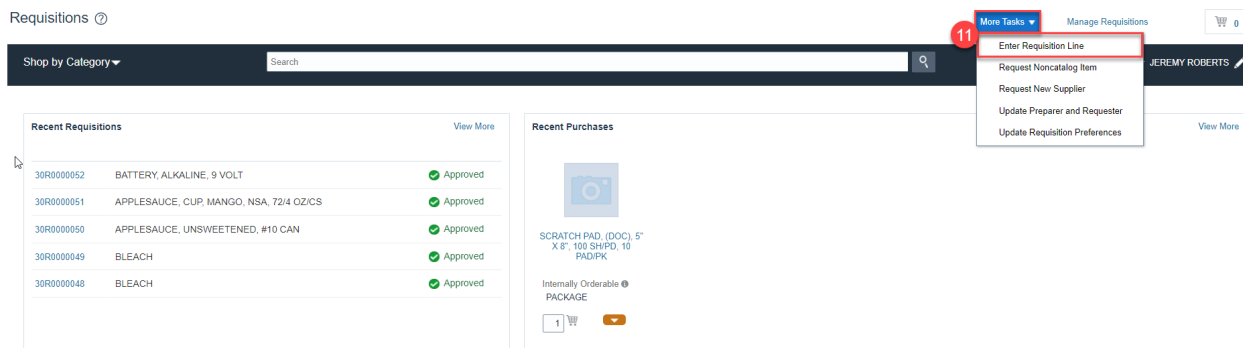 Requisitions
More Tasks
Manage Requisitions
0
11
Shop by Category
Search
JEREMY ROBERTS
Enter Requisition Line
Request Noncatalog Item
Request New Supplier
Update Preparer and Requester
Update Requisition Preferences
Recent Requisitions
View More
30R0000052 BATTERY, ALKALINE, 9 VOLT Approved
30R0000051 APPLESAUCE, CUP, MANGO, NSA, 72/4 OZ/CS Approved
30R0000050 APPLESAUCE, UNSWEETENED, #10 CAN Approved
30R0000049 BLEACH Approved
30R0000048 BLEACH Approved
Recent Purchases
View More
SCRATCH PAD, (DOC), 5"
X 8", 100 SH/PD, 10
PAD/PK
Internally Orderable
PACKAGE
1